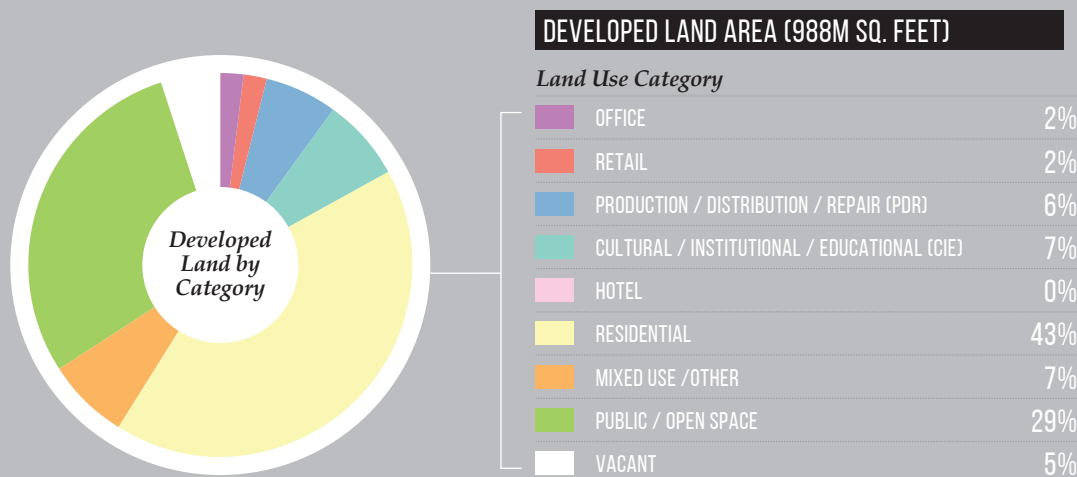 Developed
Land by
Category
DEVELOPED LAND AREA (988M SQ. FEET)
Land Use Category
OFFICE 2%
RETAIL 2%
PRODUCTION / DISTRIBUTION / REPAIR (PDR) 6%
CULTURAL / INSTITUTIONAL / EDUCATIONAL (CIE) 7%
HOTEL 0%
RESIDENTIAL 43%
MIXED USE /OTHER 7%
PUBLIC / OPEN SPACE 29%
VACANT 5%